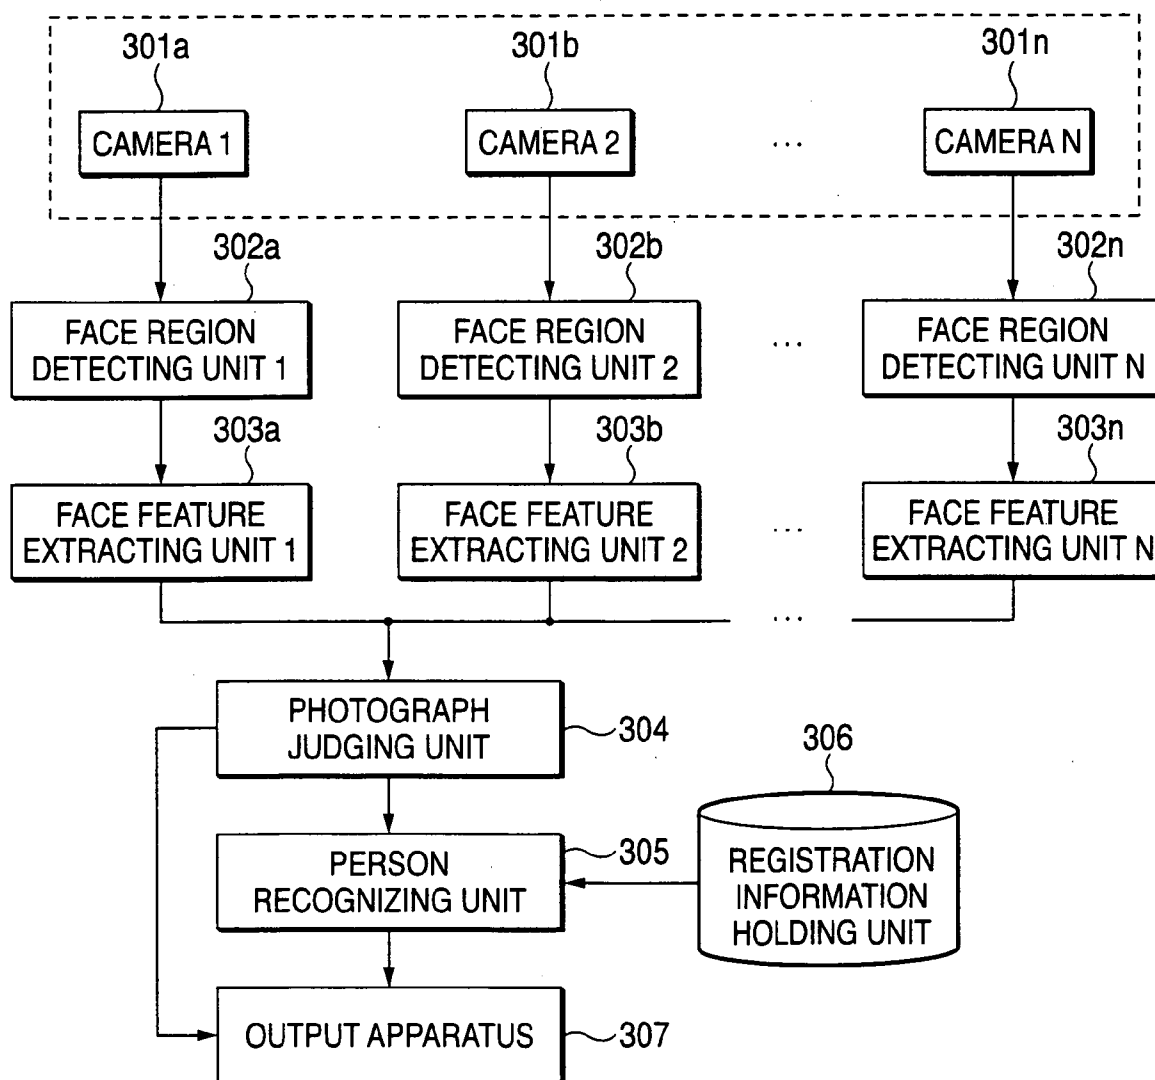 301a
301b
301n
CAMERA 1
CAMERA 2
...
CAMERA N
302a
302b
302n
FACE REGION
DETECTING UNIT 1
FACE REGION
DETECTING UNIT 2
...
FACE REGION
DETECTING UNIT N
303a
303b
303n
FACE FEATURE
EXTRACTING UNIT 1
FACE FEATURE
EXTRACTING UNIT 2
...
FACE FEATURE
EXTRACTING UNIT N
...
PHOTOGRAPH
JUDGING UNIT
304
306
PERSON
RECOGNIZING UNIT
305
REGISTRATION
INFORMATION
HOLDING UNIT
OUTPUT APPARATUS
307